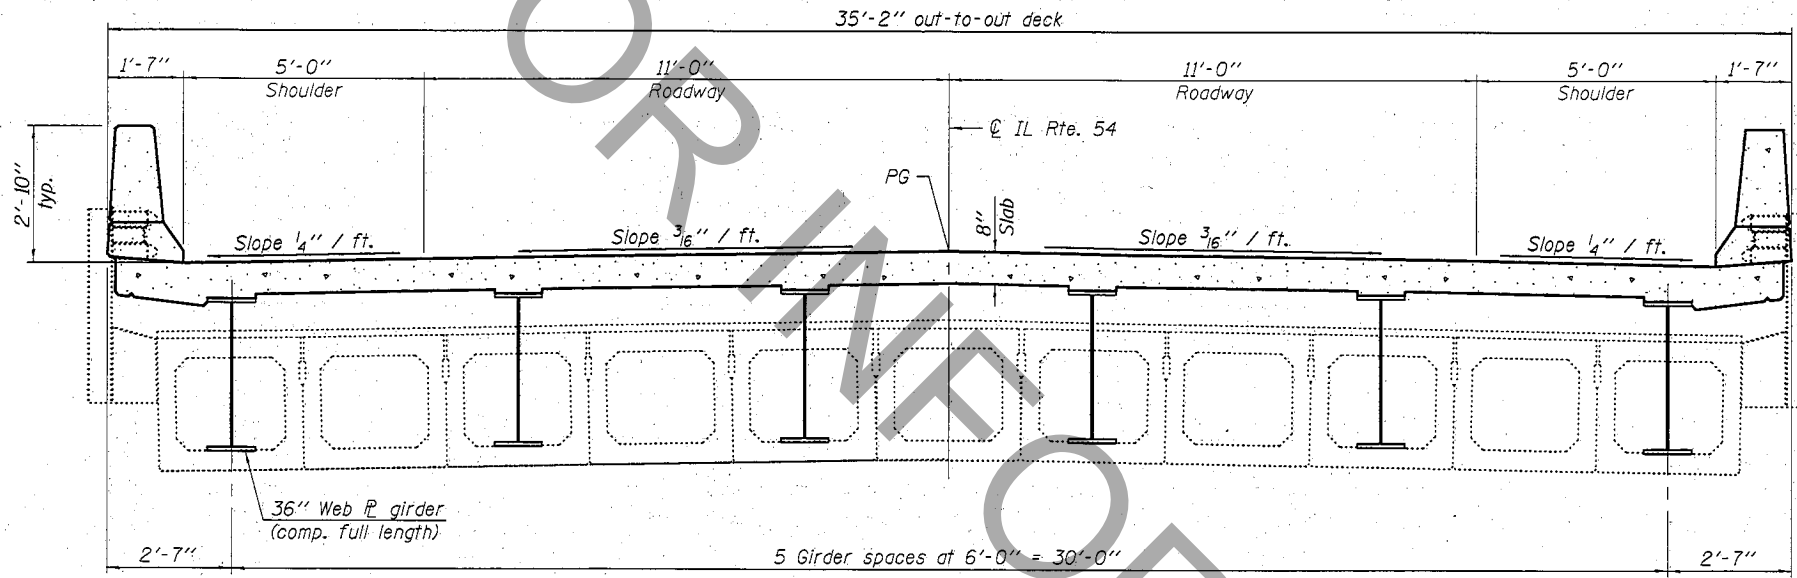 35'-2" out-to-out deck
1'-7" 5'-0" 11'-0" 11'-0" 5'-0" 1'-7"
Shoulder Roadway Roadway Shoulder
℄ IL Rte. 54
2'-10"
typ.
PG
8"
Slab
Slope 1/4" / ft. Slope 3/16" / ft. Slope 3/16" / ft. Slope 1/4" / ft.
36" Web ⅊ girder
(comp. full length)
2'-7" 5 Girder spaces at 6'-0" = 30'-0" 2'-7"
OR INFO